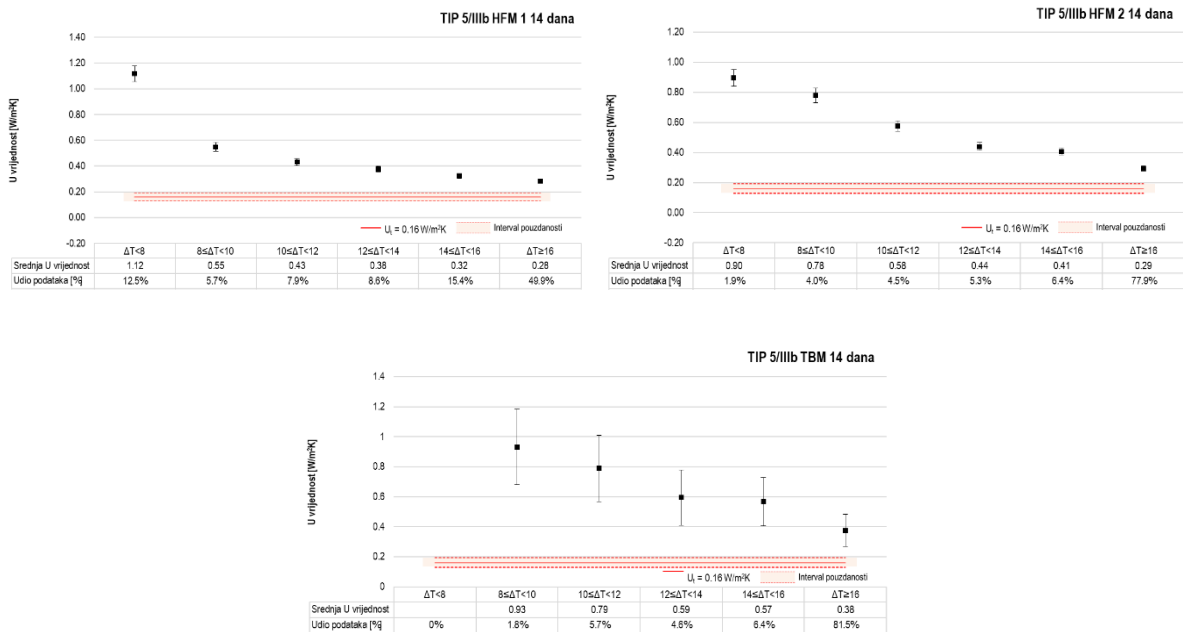 TIP 5/IIIb HFM 1 14 dana
1.40
1.20
1.00
0.80
0.60
0.40
0.20
0.00
-0.20
U vrijednost [W/m²K]
Uₜ = 0.16 W/m²K Interval pouzdanosti
ΔT<8 8≤ΔT<10 10≤ΔT<12 12≤ΔT<14 14≤ΔT<16 ΔT≥16
Srednja U vrijednost 1.12 0.55 0.43 0.38 0.32 0.28
Udio podataka [%] 12.5% 5.7% 7.9% 8.6% 15.4% 49.9%
TIP 5/IIIb HFM 2 14 dana
1.20
1.00
0.80
0.60
0.40
0.20
0.00
-0.20
U vrijednost [W/m²K]
Uₜ = 0.16 W/m²K Interval pouzdanosti
ΔT<8 8≤ΔT<10 10≤ΔT<12 12≤ΔT<14 14≤ΔT<16 ΔT≥16
Srednja U vrijednost 0.90 0.78 0.58 0.44 0.41 0.29
Udio podataka [%] 1.9% 4.0% 4.5% 5.3% 6.4% 77.9%
TIP 5/IIIb TBM 14 dana
1.4
1.2
1
0.8
0.6
0.4
0.2
0
U vrijednost [W/m²K]
Uₜ = 0.16 W/m²K Interval pouzdanosti
ΔT<8 8≤ΔT<10 10≤ΔT<12 12≤ΔT<14 14≤ΔT<16 ΔT≥16
Srednja U vrijednost 0.93 0.79 0.59 0.57 0.38
Udio podataka [%] 0% 1.8% 5.7% 4.6% 6.4% 81.5%